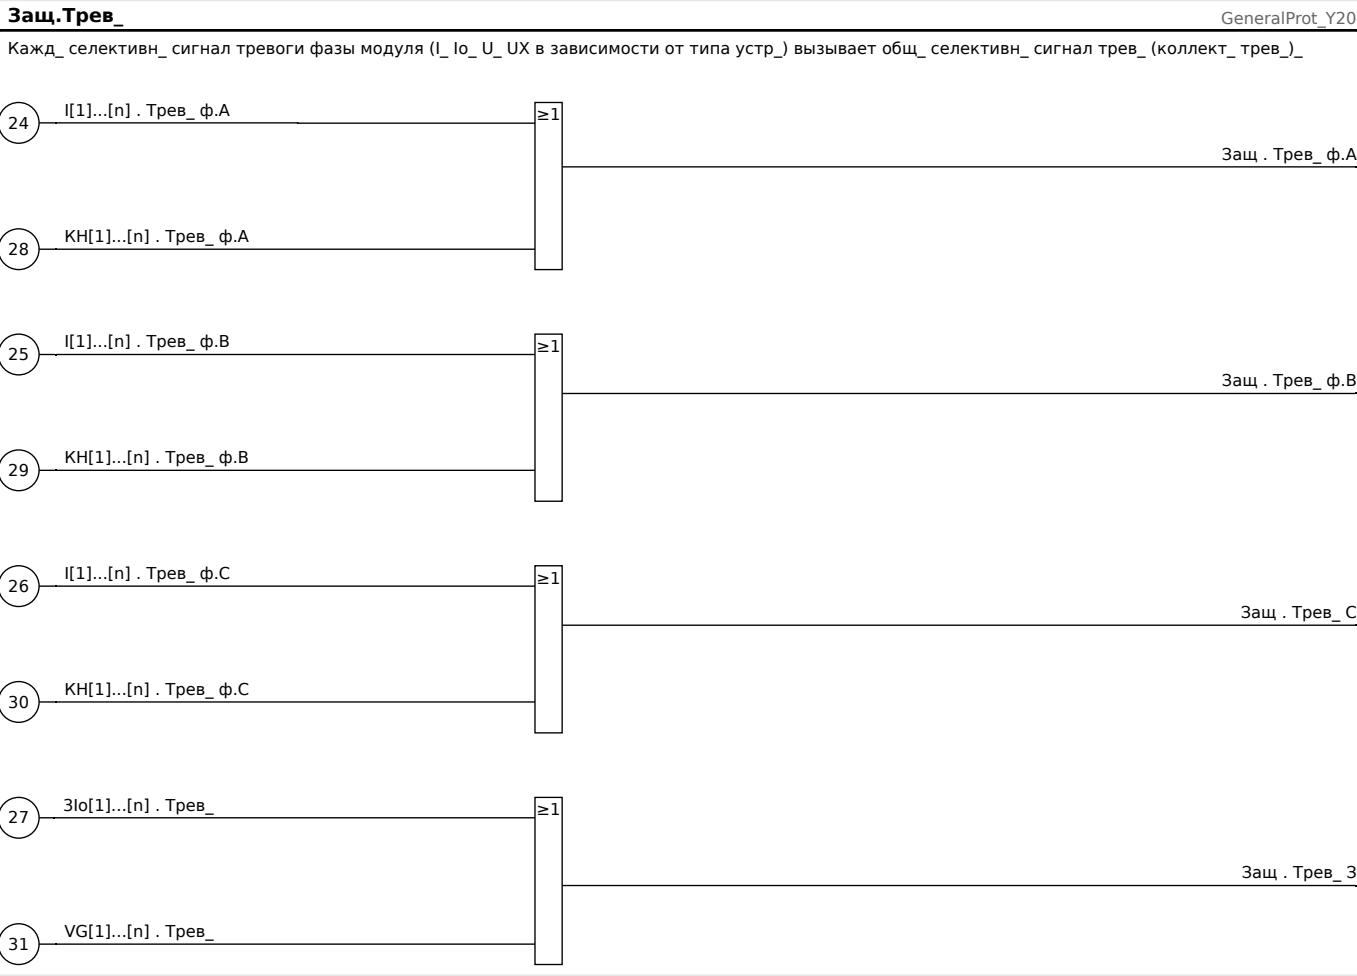 Защ.Трев_
GeneralProt_Y20
Кажд_ селективн_ сигнал тревоги фазы модуля (I_ Io_ U_ UX в зависимости от типа устр_) вызывает общ_ селективн_ сигнал трев_ (коллект_ трев_)_
24 I[1]...[n] . Трев_ ф.A
≥1
Защ . Трев_ ф.A
28 КН[1]...[n] . Трев_ ф.A
25 I[1]...[n] . Трев_ ф.B
≥1
Защ . Трев_ ф.B
29 КН[1]...[n] . Трев_ ф.B
26 I[1]...[n] . Трев_ ф.C
≥1
Защ . Трев_ C
30 КН[1]...[n] . Трев_ ф.C
27 3Io[1]...[n] . Трев_
≥1
Защ . Трев_ З
31 VG[1]...[n] . Трев_